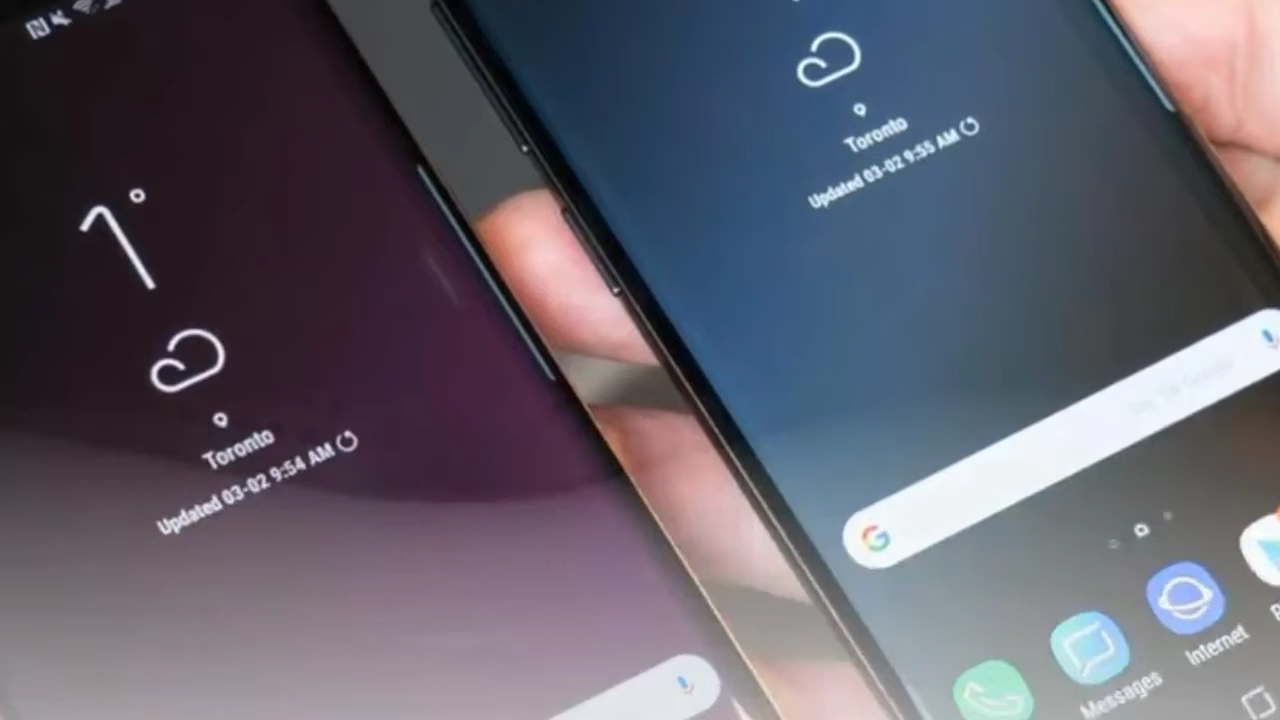 1°
Toronto
Updated 03-02 9:54 AM
Toronto
Updated 03-02 9:55 AM
G
Internet
Messages